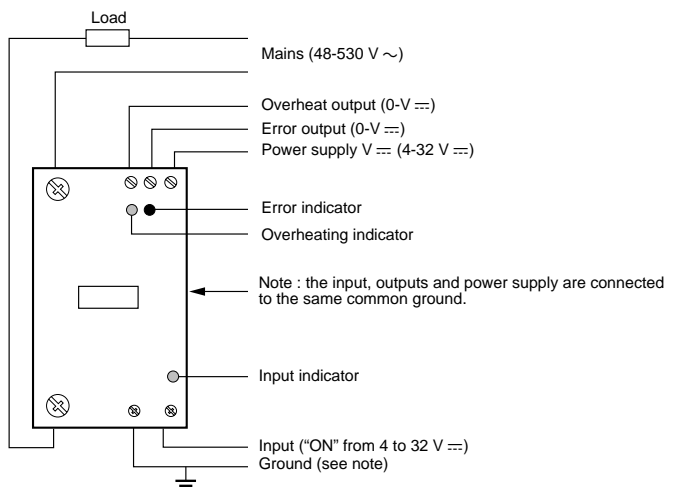 Load
Mains (48-530 V ∼)
Overheat output (0-V ⎓)
Error output (0-V ⎓)
Power supply V ⎓ (4-32 V ⎓)
Error indicator
Overheating indicator
Note : the input, outputs and power supply are connected
to the same common ground.
Input indicator
Input (“ON” from 4 to 32 V ⎓)
Ground (see note)